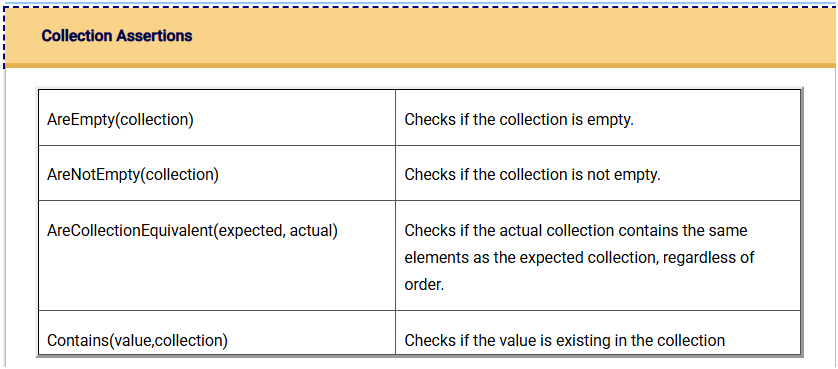 Collection Assertions
AreEmpty(collection)
Checks if the collection is empty.
AreNotEmpty(collection)
Checks if the collection is not empty.
AreCollectionEquivalent(expected, actual)
Checks if the actual collection contains the same
elements as the expected collection, regardless of
order.
Contains(value,collection)
Checks if the value is existing in the collection